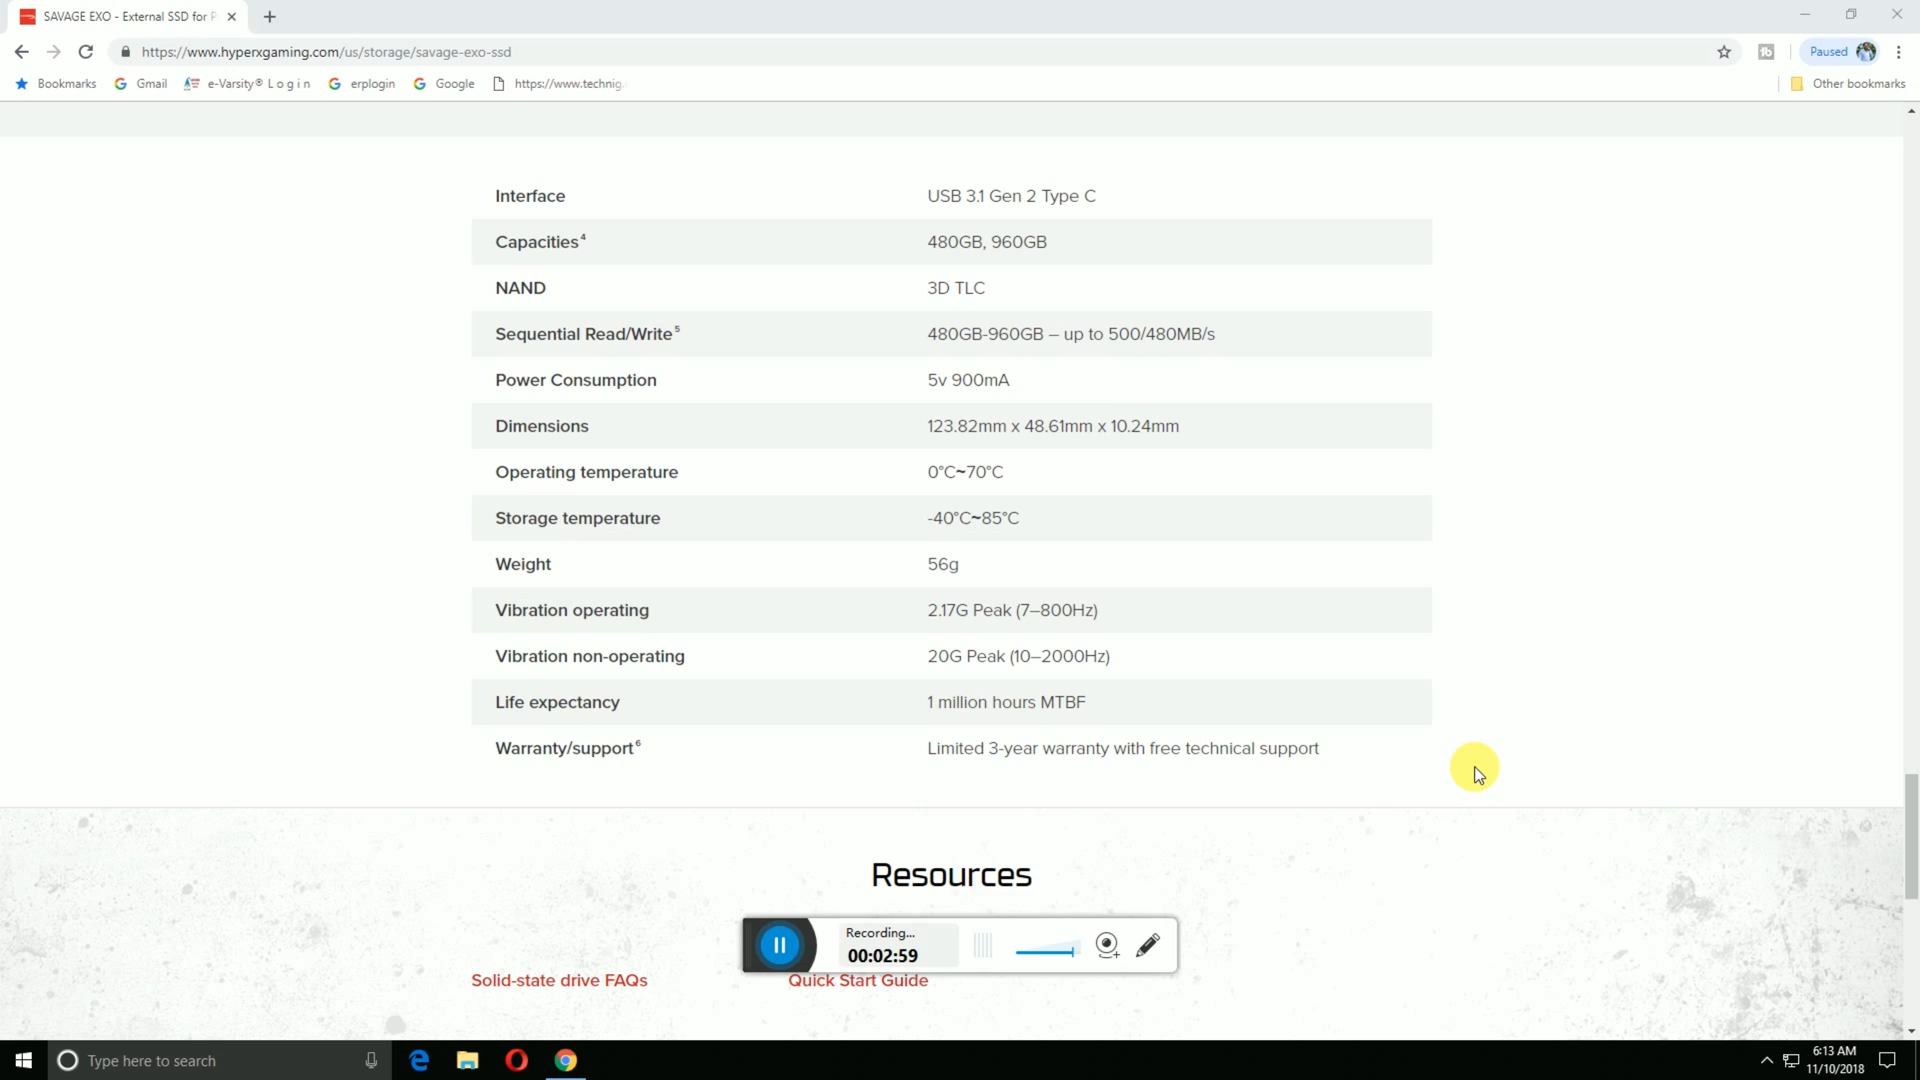 SAVAGE EXO - External SSD for P
https://www.hyperxgaming.com/us/storage/savage-exo-ssd
Paused
Bookmarks Gmail e-Varsity® L o g i n erplogin Google https://www.technig. Other bookmarks
Interface USB 3.1 Gen 2 Type C
Capacities4 480GB, 960GB
NAND 3D TLC
Sequential Read/Write5 480GB-960GB – up to 500/480MB/s
Power Consumption 5v 900mA
Dimensions 123.82mm x 48.61mm x 10.24mm
Operating temperature 0°C~70°C
Storage temperature -40°C~85°C
Weight 56g
Vibration operating 2.17G Peak (7–800Hz)
Vibration non-operating 20G Peak (10–2000Hz)
Life expectancy 1 million hours MTBF
Warranty/support6 Limited 3-year warranty with free technical support
Resources
Recording...
00:02:59
Solid-state drive FAQs Quick Start Guide
Type here to search
6:13 AM
11/10/2018